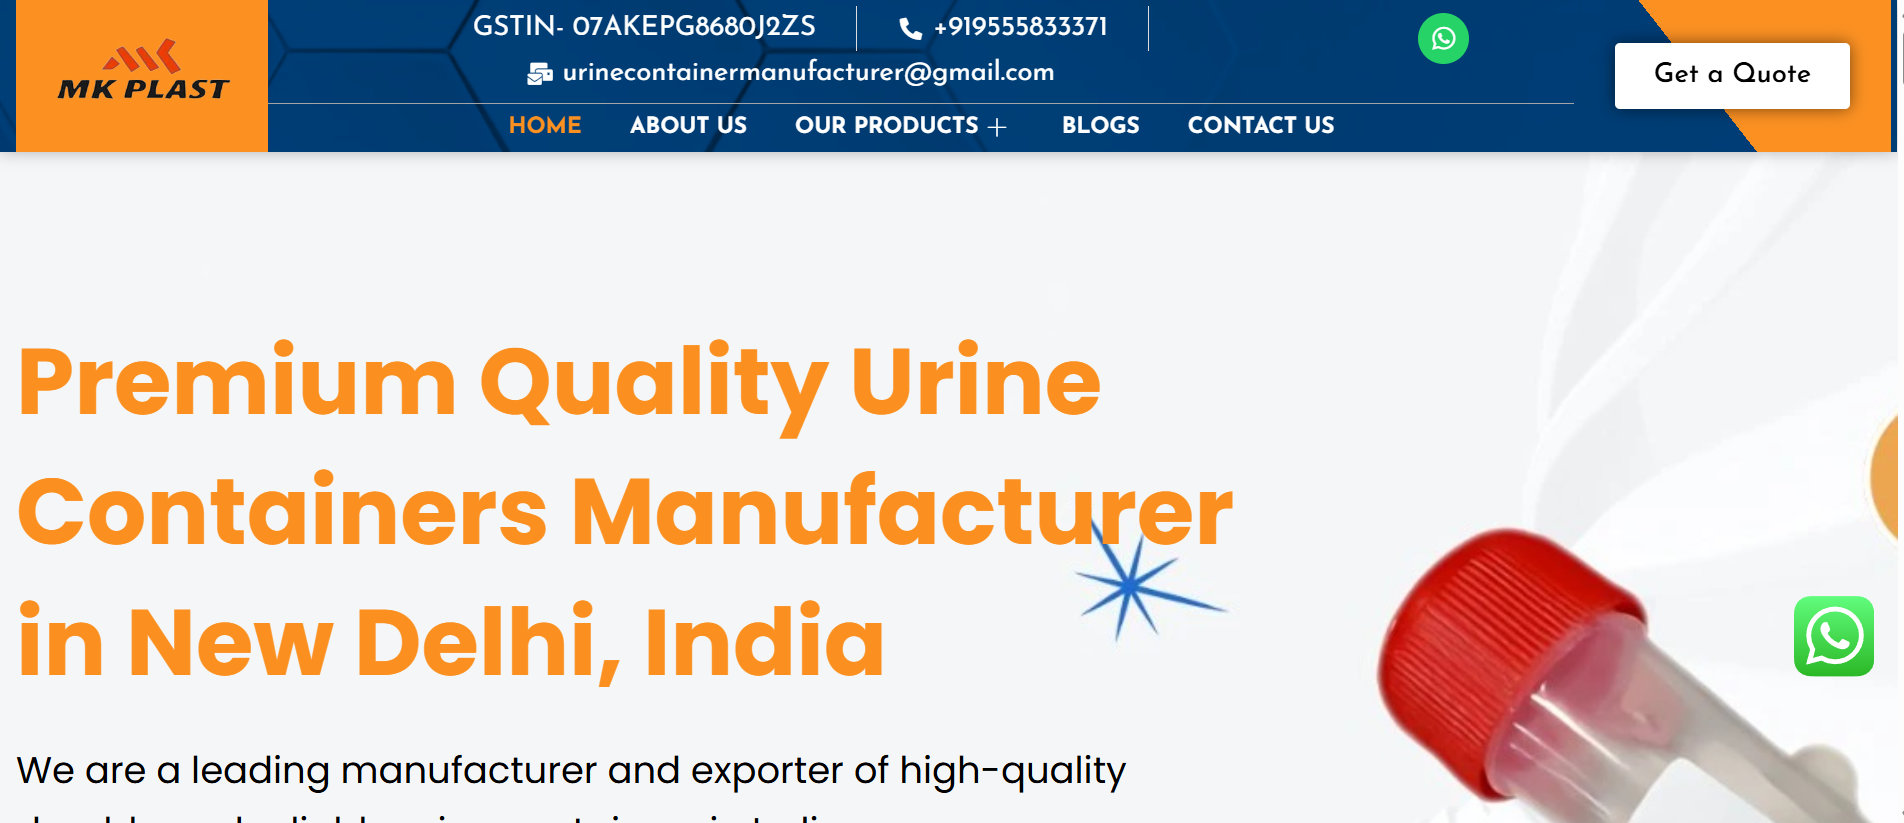 MK PLAST
GSTIN- 07AKEPG8680J2ZS
+919555833371
urinecontainermanufacturer@gmail.com
Get a Quote
HOME
ABOUT US
OUR PRODUCTS
BLOGS
CONTACT US
Premium Quality Urine
Containers Manufacturer
in New Delhi, India
We are a leading manufacturer and exporter of high-quality